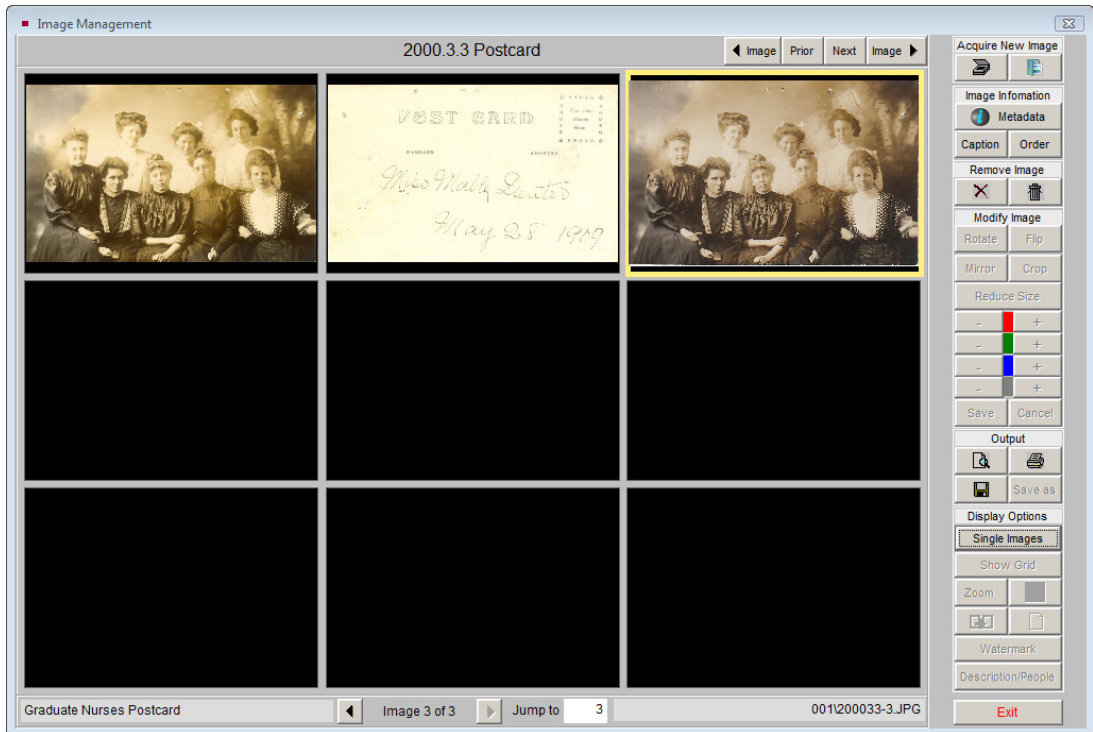 Image Management
2000.3.3 Postcard
Image Prior Next Image
POST CARD
Miss
May 28 1909
Graduate Nurses Postcard
Image 3 of 3
Jump to 3
001\200033-3.JPG
Acquire New Image
Image Infomation
Metadata
Caption Order
Remove Image
Modify Image
Rotate Flip
Mirror Crop
Reduce Size
- +
- +
- +
- +
Save Cancel
Output
Save as
Display Options
Single Images
Show Grid
Zoom
Watermark
Description/People
Exit